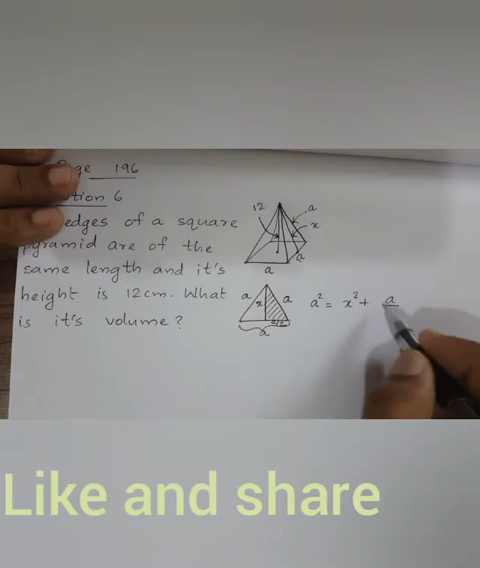 ge 196
tion 6
edges of a square
pyramid are of the
same length and it's
height is 12cm. What
is it's volume?
12
a
x
a
a
a
x
a
a² = x² + a
a/2
a
Like and share